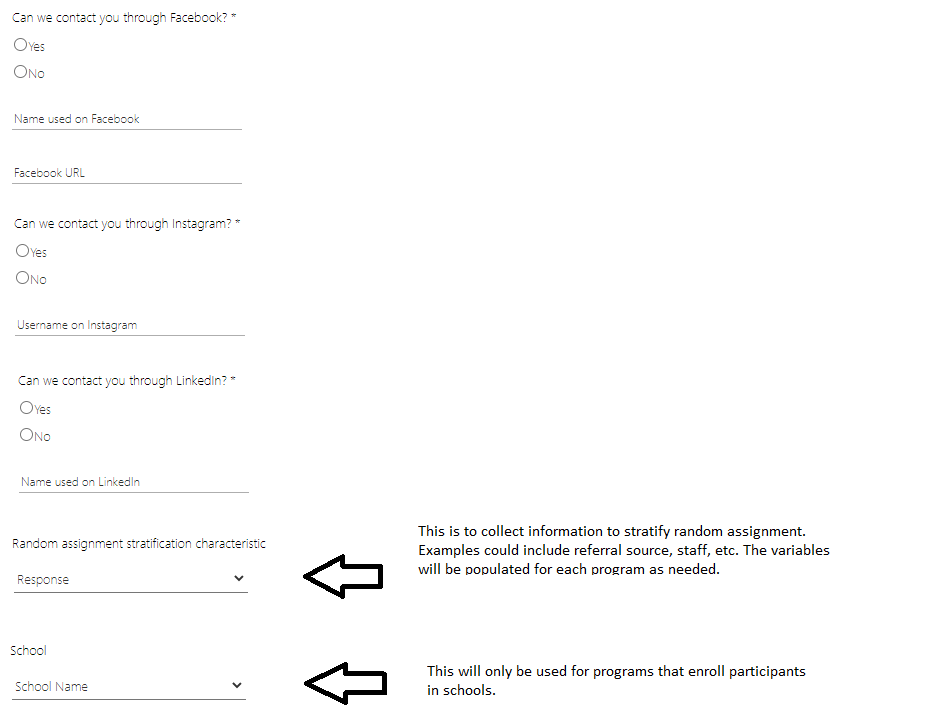 Can we contact you through Facebook? *
Yes
No
Name used on Facebook
Facebook URL
Can we contact you through Instagram? *
Yes
No
Username on Instagram
Can we contact you through LinkedIn? *
Yes
No
Name used on LinkedIn
Random assignment stratification characteristic
Response
This is to collect information to stratify random assignment.
Examples could include referral source, staff, etc. The variables
will be populated for each program as needed.
School
School Name
This will only be used for programs that enroll participants
in schools.